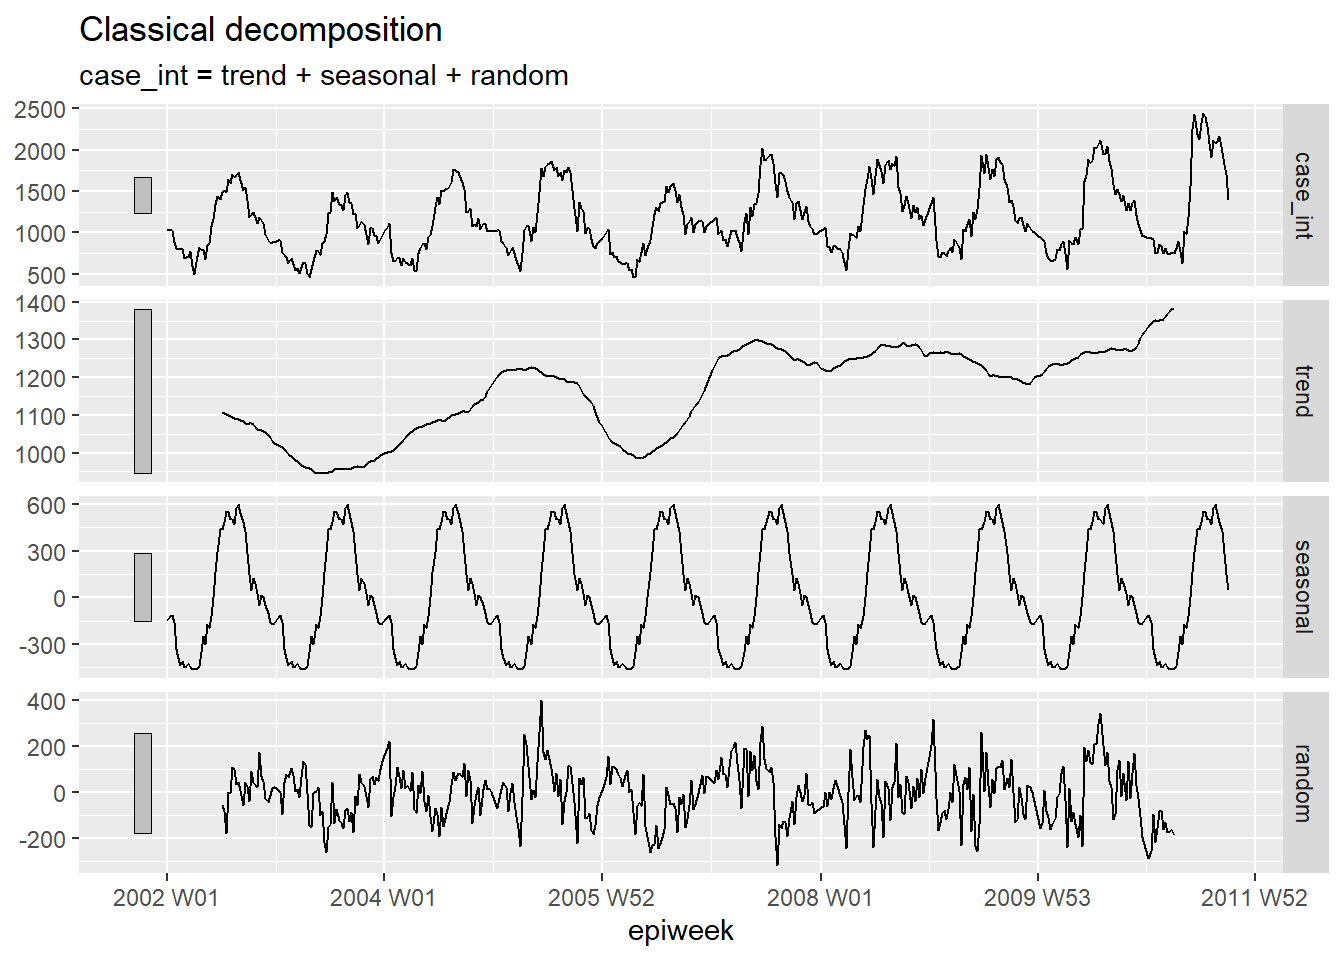 Classical decomposition
case_int = trend + seasonal + random
2500
2000
1500
1000
500
case_int
1400
1300
1200
1100
1000
trend
600
300
0
-300
seasonal
400
200
0
-200
random
2002 W01 2004 W01 2005 W52 2008 W01 2009 W53 2011 W52
epiweek